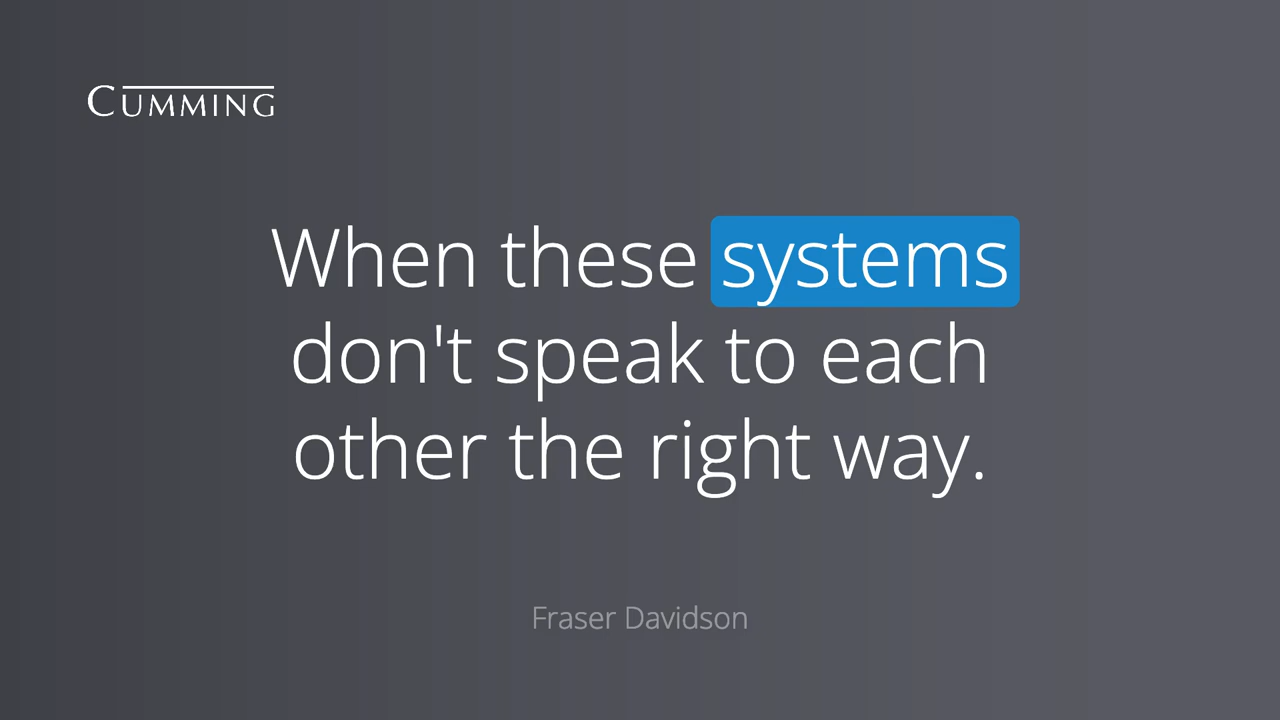 CUMMING
When these systems
don't speak to each
other the right way.
Fraser Davidson